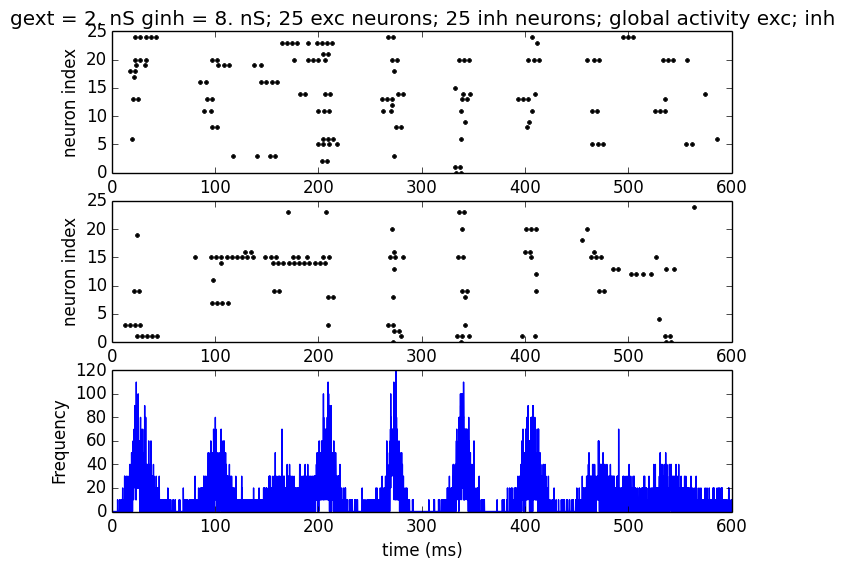 gext = 2. nS ginh = 8. nS; 25 exc neurons; 25 inh neurons; global activity exc; inh
25
20
15
10
5
0
neuron index
0 100 200 300 400 500 600
25
20
15
10
5
0
neuron index
0 100 200 300 400 500 600
120
100
80
60
40
20
0
Frequency
0 100 200 300 400 500 600
time (ms)